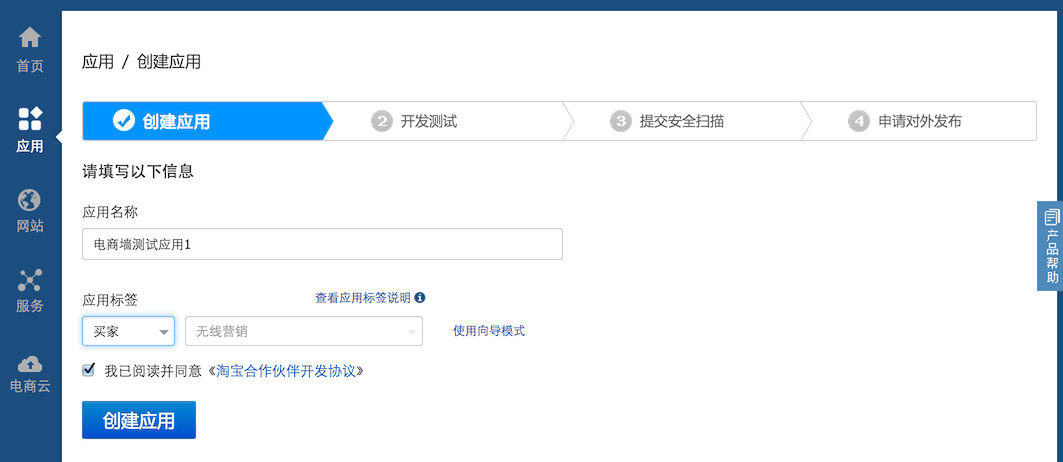 首页
应用
网站
服务
电商云
应用 / 创建应用
创建应用
2 开发测试
3 提交安全扫描
4 申请对外发布
请填写以下信息
应用名称
电商墙测试应用1
应用标签
查看应用标签说明
买家
无线营销
使用向导模式
我已阅读并同意《淘宝合作伙伴开发协议》
创建应用
产品帮助